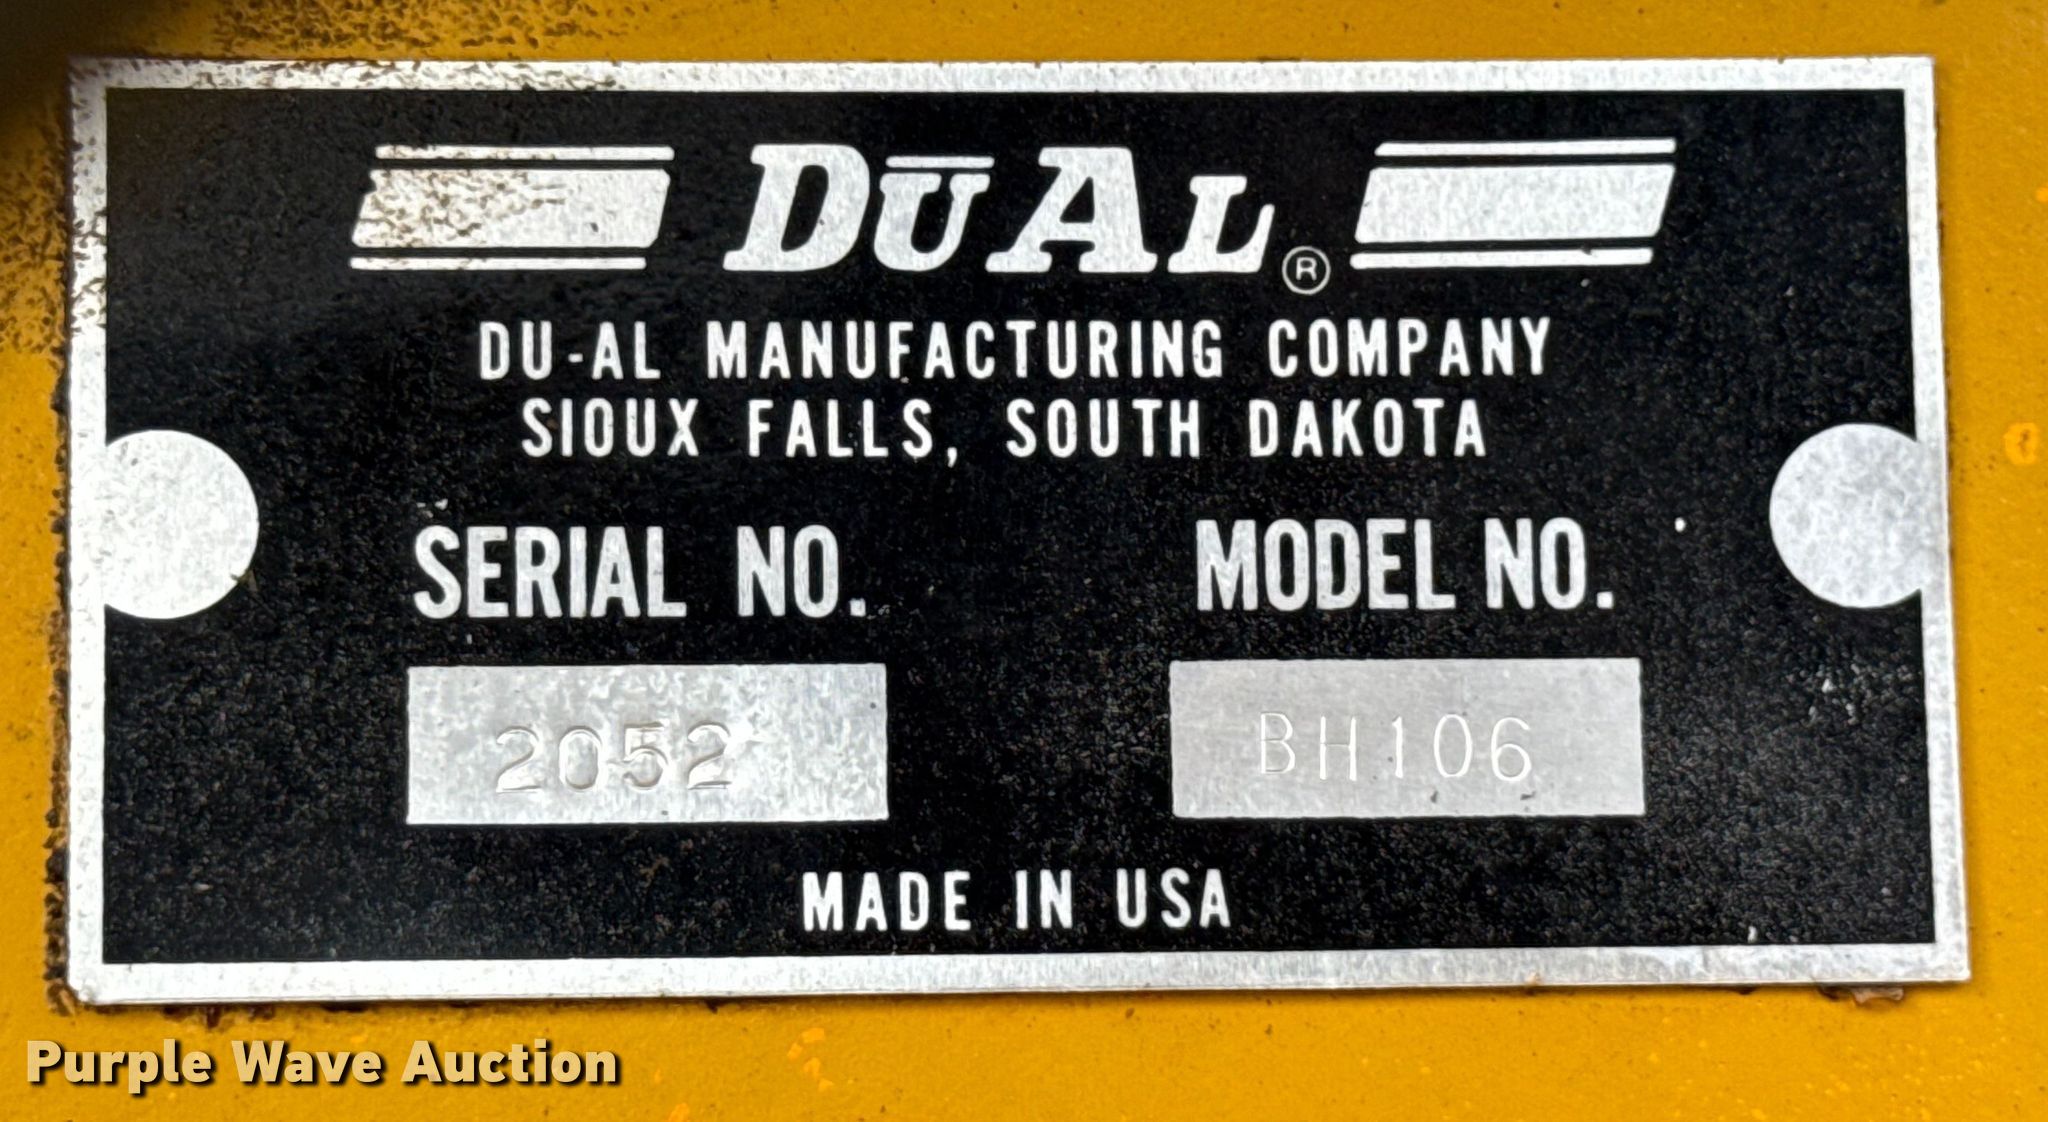 DŪAL®
DU-AL MANUFACTURING COMPANY
SIOUX FALLS, SOUTH DAKOTA
SERIAL NO. MODEL NO.
2052 BH106
MADE IN USA
Purple Wave Auction